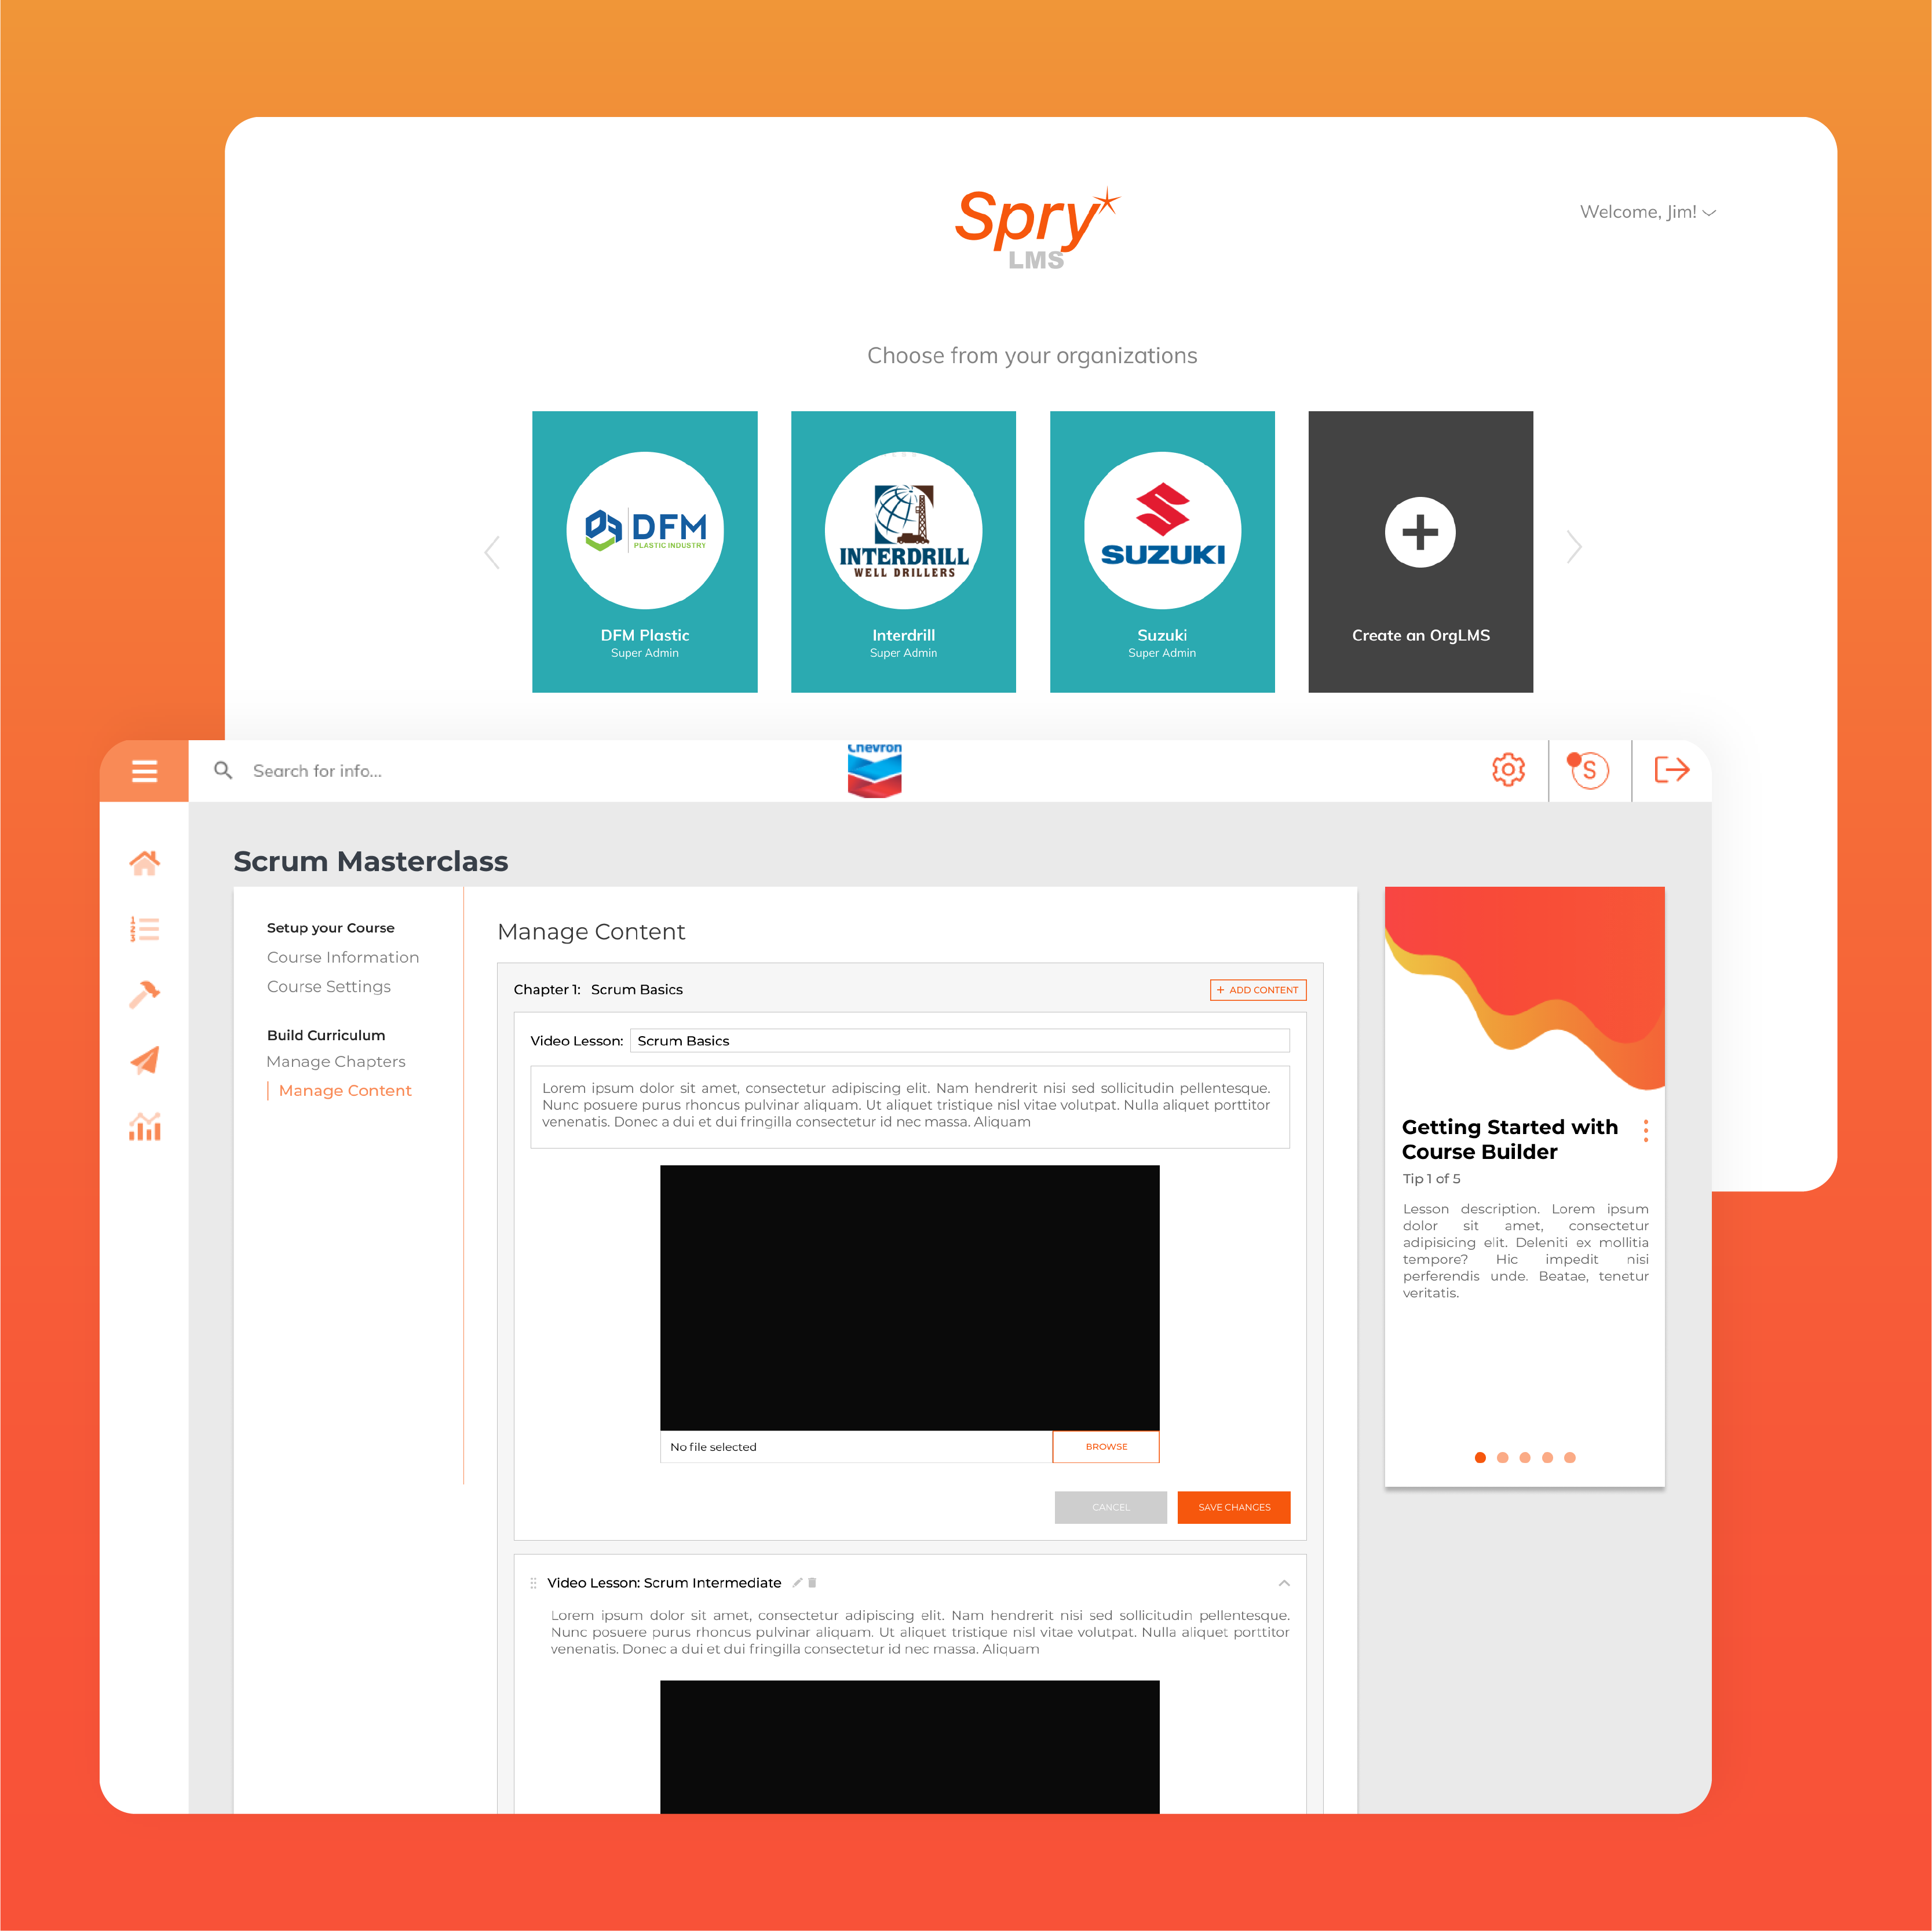 Spry
LMS
Welcome, Jim!
Choose from your organizations
DFM
PLASTIC INDUSTRY
DFM Plastic
Super Admin
INTERDRILL
WELL DRILLERS
Interdrill
Super Admin
SUZUKI
Suzuki
Super Admin
Create an OrgLMS
Search for info...
Chevron
S
Scrum Masterclass
1
2
3
Setup your Course
Course Information
Course Settings
Build Curriculum
Manage Chapters
Manage Content
Manage Content
Chapter 1: Scrum Basics
+ ADD CONTENT
Video Lesson: Scrum Basics
Lorem ipsum dolor sit amet, consectetur adipiscing elit. Nam hendrerit nisi sed sollicitudin pellentesque.
Nunc posuere purus rhoncus pulvinar aliquam. Ut aliquet tristique nisl vitae volutpat. Nulla aliquet porttitor
venenatis. Donec a dui et dui fringilla consectetur id nec massa. Aliquam
No file selected
BROWSE
CANCEL
SAVE CHANGES
Video Lesson: Scrum Intermediate
Lorem ipsum dolor sit amet, consectetur adipiscing elit. Nam hendrerit nisi sed sollicitudin pellentesque.
Nunc posuere purus rhoncus pulvinar aliquam. Ut aliquet tristique nisl vitae volutpat. Nulla aliquet porttitor
venenatis. Donec a dui et dui fringilla consectetur id nec massa. Aliquam
Getting Started with
Course Builder
Tip 1 of 5
Lesson description. Lorem ipsum
dolor sit amet, consectetur
adipisicing elit. Deleniti ex mollitia
tempore? Hic impedit nisi
perferendis unde. Beatae, tenetur
veritatis.